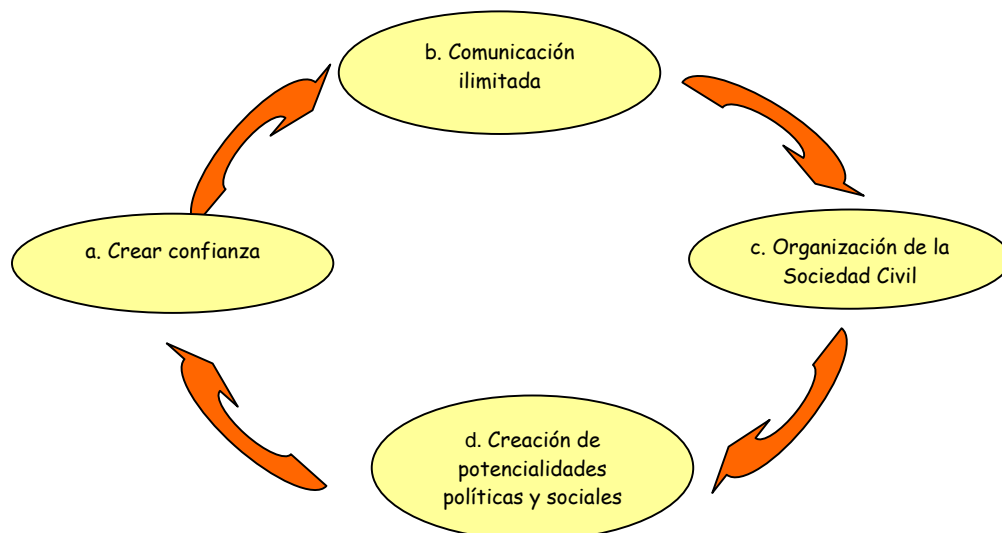 b. Comunicación
ilimitada
a. Crear confianza
c. Organización de la
Sociedad Civil
d. Creación de
potencialidades
políticas y sociales